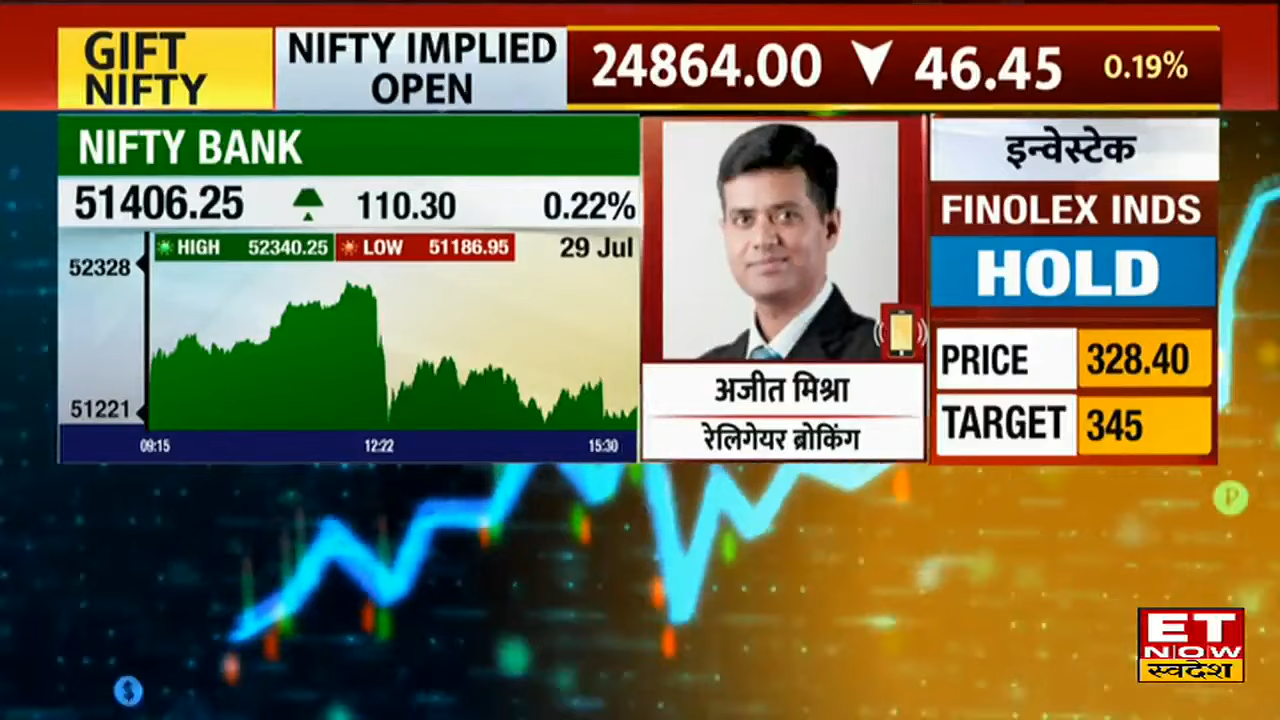 GIFT
NIFTY
NIFTY IMPLIED
OPEN
24864.00 46.45 0.19%
NIFTY BANK
51406.25 110.30 0.22%
HIGH 52340.25 LOW 51186.95 29 Jul
52328
51221
09:15 12:22 15:30
अजीत मिश्रा
रेलिगेयर ब्रोकिंग
इन्वेस्टेक
FINOLEX INDS
HOLD
PRICE 328.40
TARGET 345
P
$
ET
NOW
स्वदेश